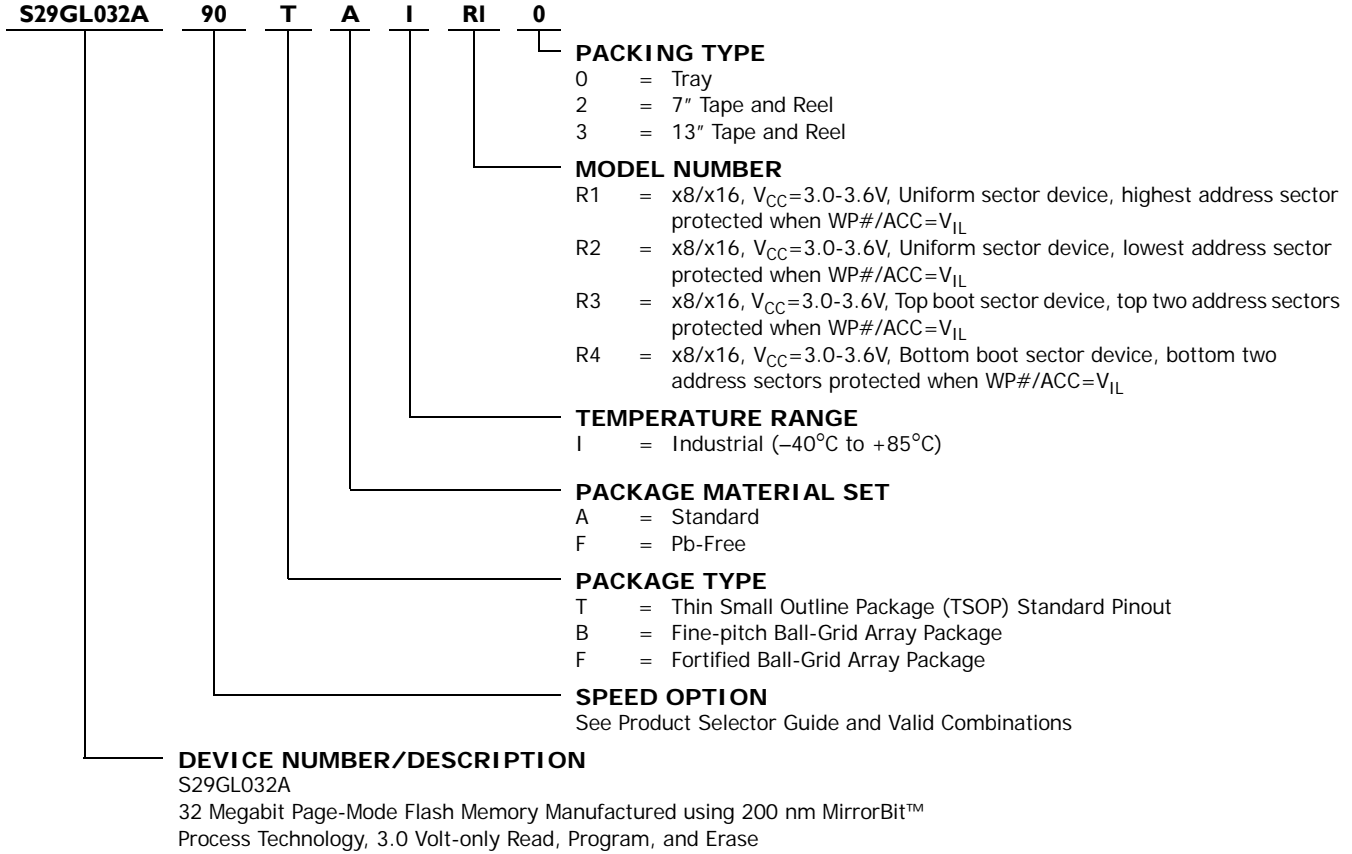 S29GL032A 90 T A I R1 0
PACKING TYPE
0 = Tray
2 = 7″ Tape and Reel
3 = 13″ Tape and Reel
MODEL NUMBER
R1 = x8/x16, VCC=3.0-3.6V, Uniform sector device, highest address sector
protected when WP#/ACC=VIL
R2 = x8/x16, VCC=3.0-3.6V, Uniform sector device, lowest address sector
protected when WP#/ACC=VIL
R3 = x8/x16, VCC=3.0-3.6V, Top boot sector device, top two address sectors
protected when WP#/ACC=VIL
R4 = x8/x16, VCC=3.0-3.6V, Bottom boot sector device, bottom two
address sectors protected when WP#/ACC=VIL
TEMPERATURE RANGE
I = Industrial (–40°C to +85°C)
PACKAGE MATERIAL SET
A = Standard
F = Pb-Free
PACKAGE TYPE
T = Thin Small Outline Package (TSOP) Standard Pinout
B = Fine-pitch Ball-Grid Array Package
F = Fortified Ball-Grid Array Package
SPEED OPTION
See Product Selector Guide and Valid Combinations
DEVICE NUMBER/DESCRIPTION
S29GL032A
32 Megabit Page-Mode Flash Memory Manufactured using 200 nm MirrorBit™
Process Technology, 3.0 Volt-only Read, Program, and Erase